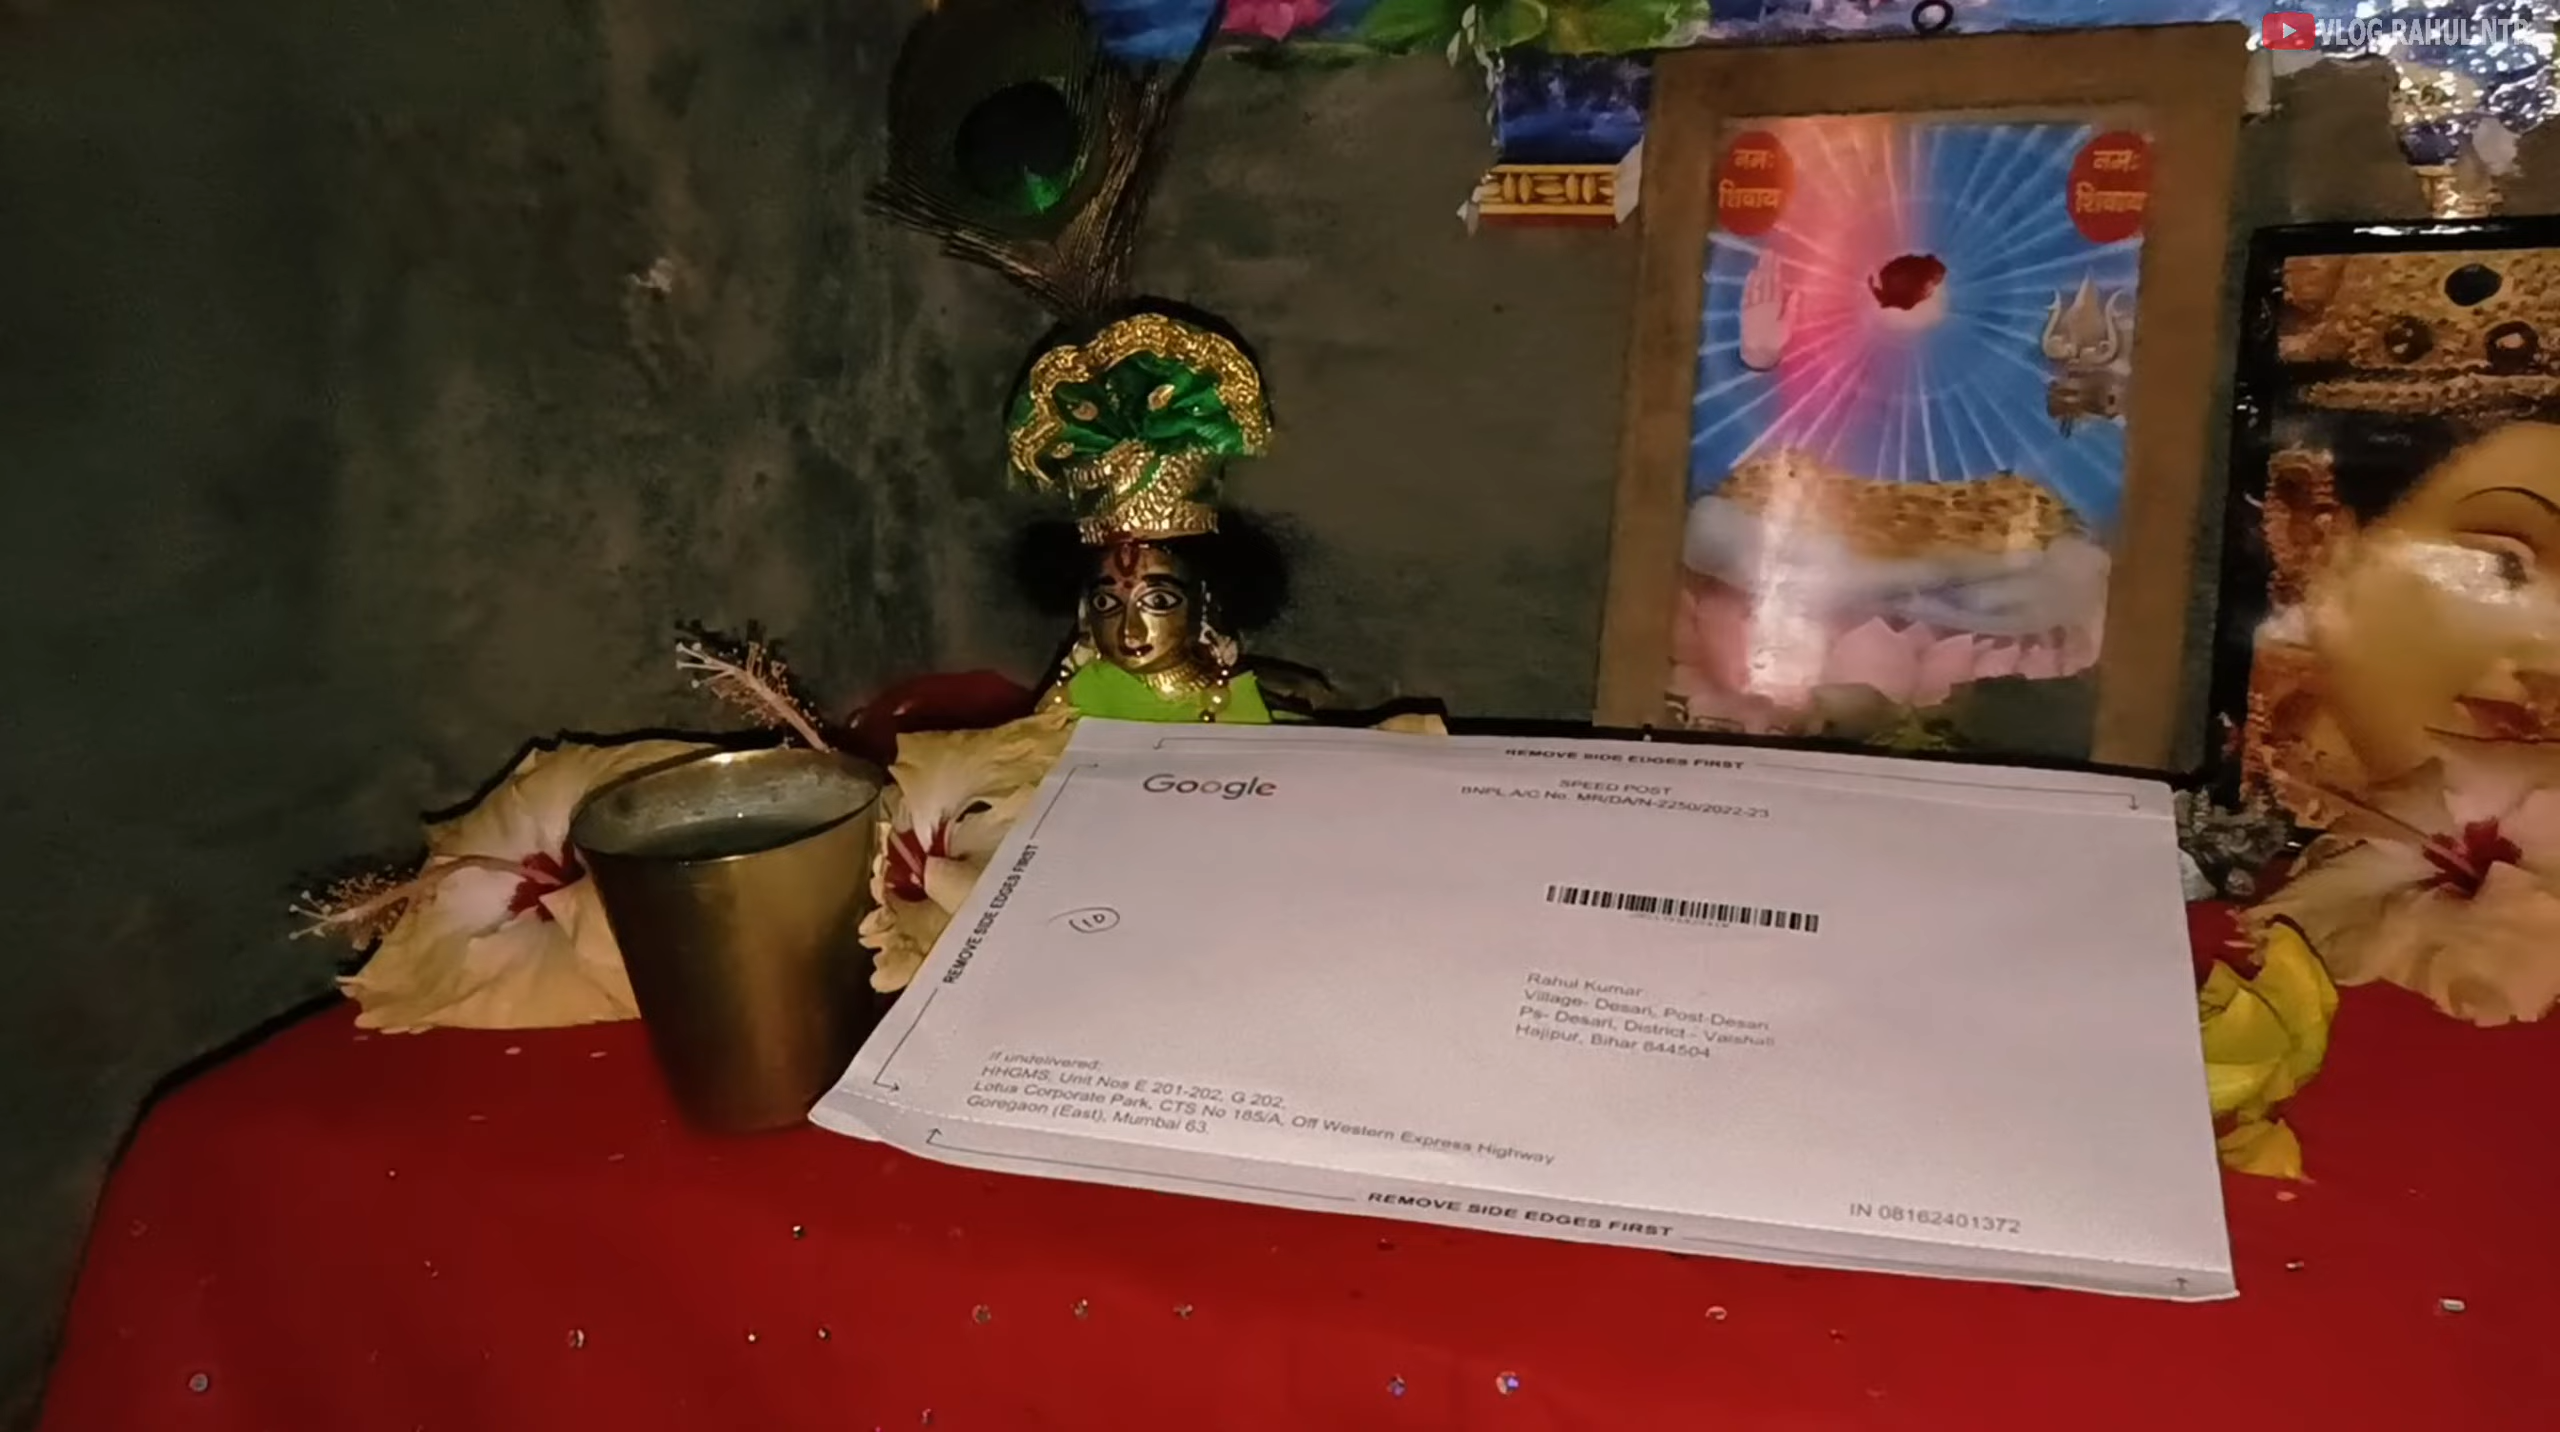 VLOG RAHUL NTR
नमः
शिवाय
नमः
शिवाय
REMOVE SIDE EDGES FIRST
Google
SPEED POST
BNPL A/C No. MR/DA/N-2250/2022-23
REMOVE SIDE EDGES FIRST
10
Rahul Kumar
Village- Desari, Post-Desari
Ps- Desari, District - Vaishali
Hajipur, Bihar 844504
If undelivered:
HHGMS, Unit Nos E 201-202, G 202,
Lotus Corporate Park, CTS No 185/A, Off Western Express Highway
Goregaon (East), Mumbai 63.
IN 08162401372
REMOVE SIDE EDGES FIRST